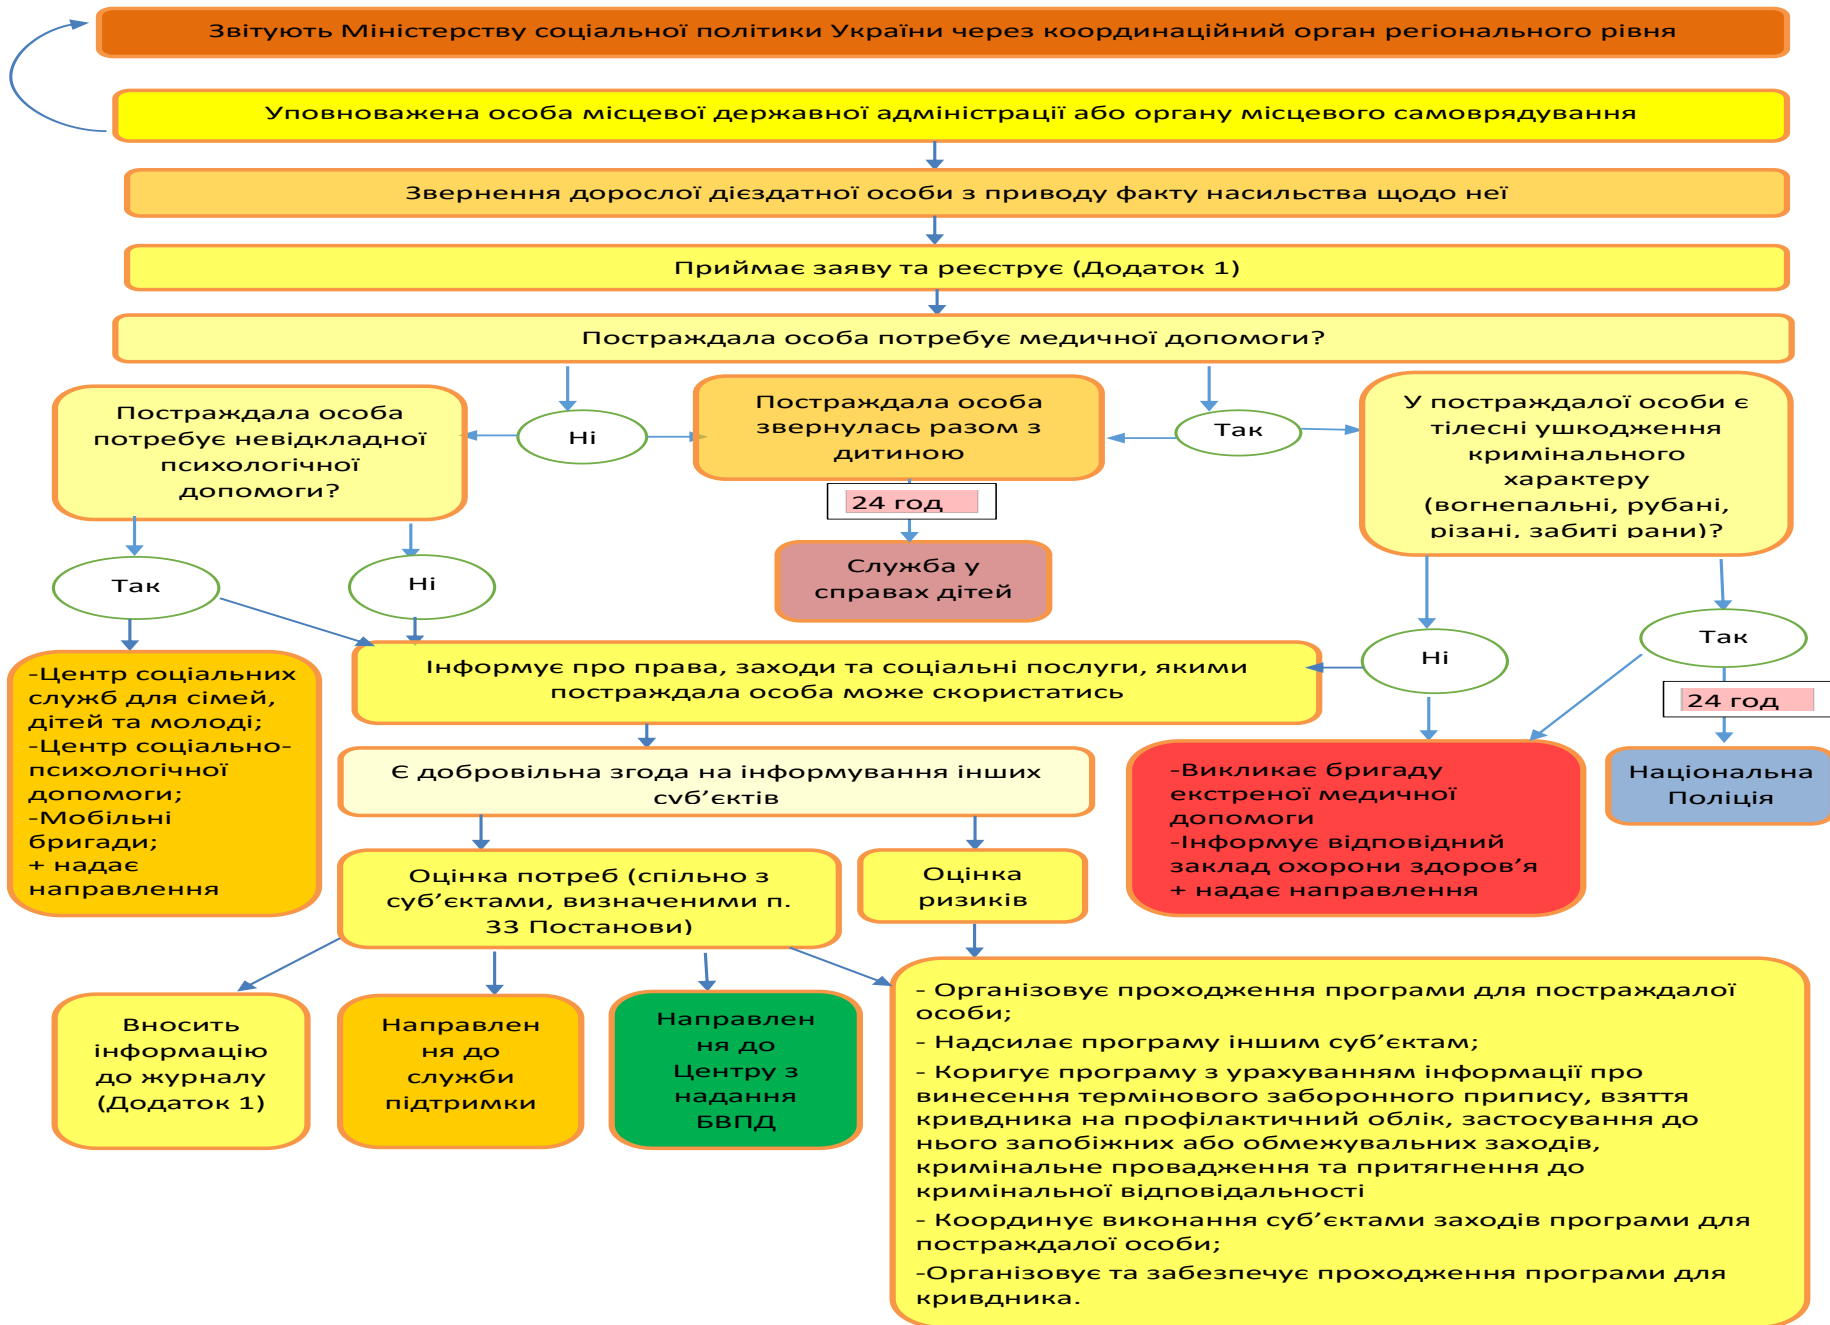 Звітують Міністерству соціальної політики України через координаційний орган регіонального рівня
Уповноважена особа місцевої державної адміністрації або органу місцевого самоврядування
Звернення дорослої дієздатної особи з приводу факту насильства щодо неї
Приймає заяву та реєструє (Додаток 1)
Постраждала особа потребує медичної допомоги?
Постраждала особа
потребує невідкладної
психологічної
допомоги?
Ні
Постраждала особа
звернулась разом з
дитиною
Так
У постраждалої особи є
тілесні ушкодження
кримінального
характеру
(вогнепальні, рубані,
різані, забиті рани)?
24 год
Служба у
справах дітей
Так
Ні
Ні
Так
24 год
Національна
Поліція
-Центр соціальних
служб для сімей,
дітей та молоді;
-Центр соціально-
психологічної
допомоги;
-Мобільні
бригади;
+ надає
направлення
Інформує про права, заходи та соціальні послуги, якими
постраждала особа може скористатись
Є добровільна згода на інформування інших
суб’єктів
-Викликає бригаду
екстреної медичної
допомоги
-Інформує відповідний
заклад охорони здоров’я
+ надає направлення
Оцінка потреб (спільно з
суб’єктами, визначеними п.
33 Постанови)
Оцінка
ризиків
Вносить
інформацію
до журналу
(Додаток 1)
Направлен
ня до
служби
підтримки
Направлен
ня до
Центру з
надання
БВПД
- Організовує проходження програми для постраждалої
особи;
- Надсилає програму іншим суб’єктам;
- Коригує програму з урахуванням інформації про
винесення термінового заборонного припису, взяття
кривдника на профілактичний облік, застосування до
нього запобіжних або обмежувальних заходів,
кримінальне провадження та притягнення до
кримінальної відповідальності
- Координує виконання суб’єктами заходів програми для
постраждалої особи;
-Організовує та забезпечує проходження програми для
кривдника.